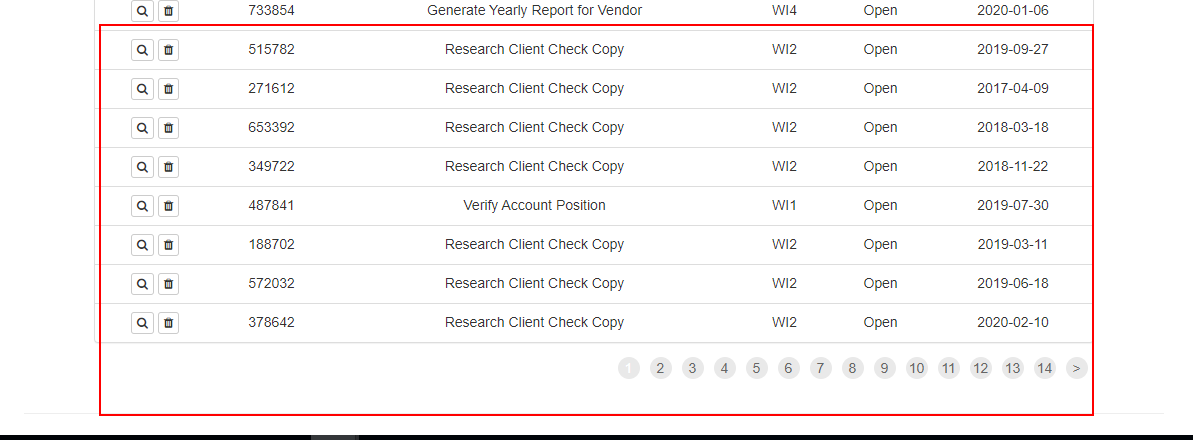 733854 Generate Yearly Report for Vendor WI4 Open 2020-01-06
515782 Research Client Check Copy WI2 Open 2019-09-27
271612 Research Client Check Copy WI2 Open 2017-04-09
653392 Research Client Check Copy WI2 Open 2018-03-18
349722 Research Client Check Copy WI2 Open 2018-11-22
487841 Verify Account Position WI1 Open 2019-07-30
188702 Research Client Check Copy WI2 Open 2019-03-11
572032 Research Client Check Copy WI2 Open 2019-06-18
378642 Research Client Check Copy WI2 Open 2020-02-10
1 2 3 4 5 6 7 8 9 10 11 12 13 14 >